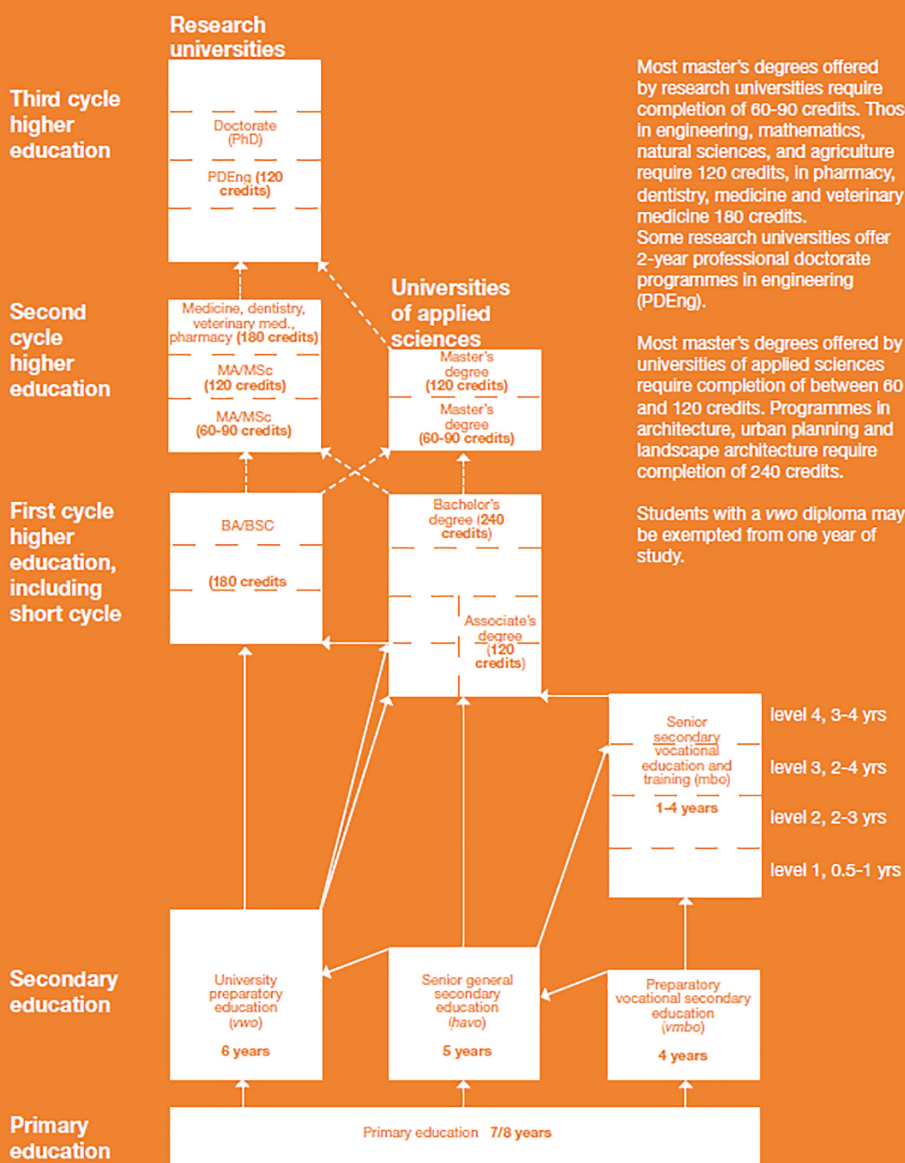 Research
universities
Third cycle
higher
education
Doctorate
(PhD)
PDEng (120
credits)
Most master's degrees offered
by research universities require
completion of 60-90 credits. Thos
in engineering, mathematics,
natural sciences, and agriculture
require 120 credits, in pharmacy,
dentistry, medicine and veterinary
medicine 180 credits.
Some research universities offer
2-year professional doctorate
programmes in engineering
(PDEng).
Second
cycle
higher
education
Medicine, dentistry,
veterinary med.,
pharmacy (180 credits)
MA/MSc
(120 credits)
MA/MSc
(60-90 credits)
Universities
of applied
sciences
Master's
degree
(120 credits)
Master's
degree
(60-90 credits)
Most master's degrees offered by
universities of applied sciences
require completion of between 60
and 120 credits. Programmes in
architecture, urban planning and
landscape architecture require
completion of 240 credits.
First cycle
higher
education,
including
short cycle
BA/BSC
(180 credits
Bachelor's
degree (240
credits)
Associate's
degree
(120
credits)
Students with a vwo diploma may
be exempted from one year of
study.
Senior
secondary
vocational
education and
training (mbo)
1-4 years
level 4, 3-4 yrs
level 3, 2-4 yrs
level 2, 2-3 yrs
level 1, 0.5-1 yrs
Secondary
education
University
preparatory
education
(vwo)
6 years
Senior general
secondary
education
(havo)
5 years
Preparatory
vocational secondary
education
(vmbo)
4 years
Primary
education
Primary education 7/8 years